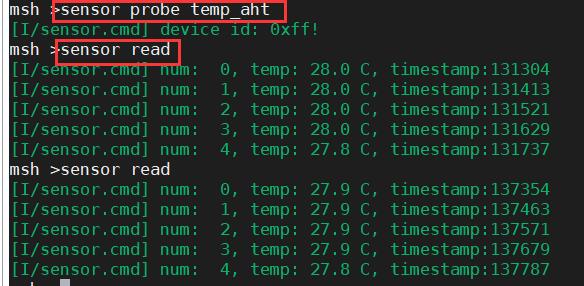 msh >sensor probe temp_aht
[I/sensor.cmd] device id: 0xff!
msh >sensor read
[I/sensor.cmd] num:  0, temp: 28.0 C, timestamp:131304
[I/sensor.cmd] num:  1, temp: 28.0 C, timestamp:131413
[I/sensor.cmd] num:  2, temp: 28.0 C, timestamp:131521
[I/sensor.cmd] num:  3, temp: 28.0 C, timestamp:131629
[I/sensor.cmd] num:  4, temp: 27.8 C, timestamp:131737
msh >sensor read
[I/sensor.cmd] num:  0, temp: 27.9 C, timestamp:137354
[I/sensor.cmd] num:  1, temp: 27.9 C, timestamp:137463
[I/sensor.cmd] num:  2, temp: 27.9 C, timestamp:137571
[I/sensor.cmd] num:  3, temp: 27.9 C, timestamp:137679
[I/sensor.cmd] num:  4, temp: 27.8 C, timestamp:137787